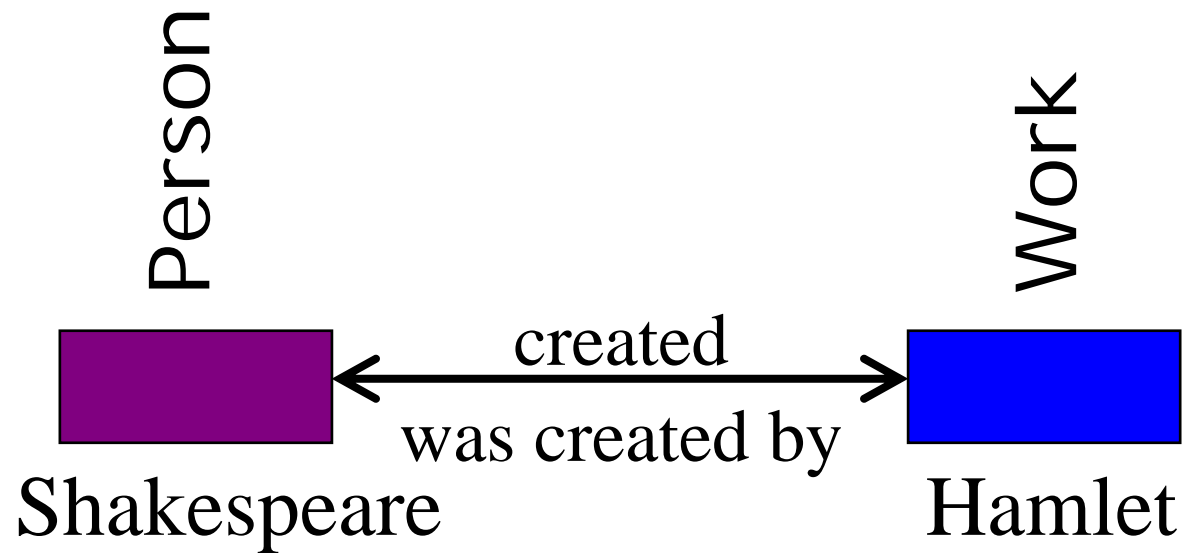 Person
Work
created
was created by
Shakespeare
Hamlet